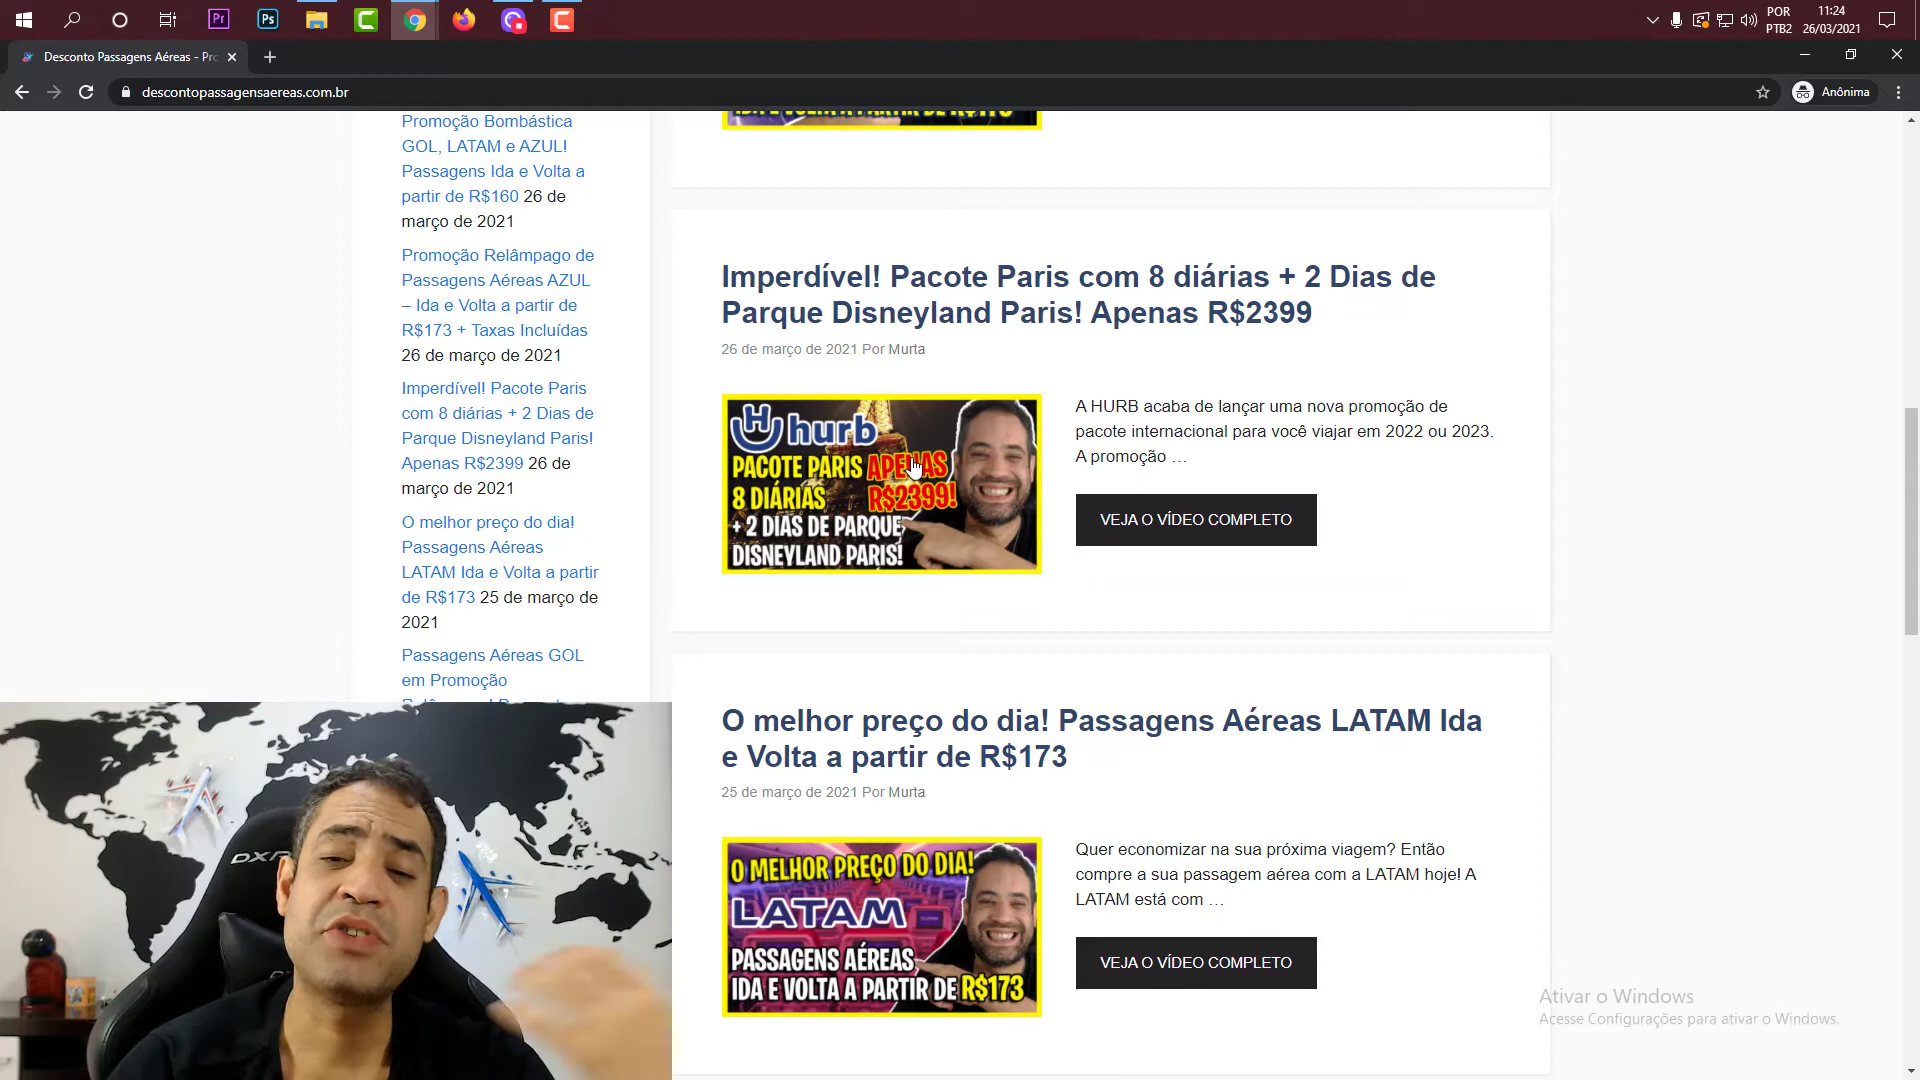 POR
PTB2
11:24
26/03/2021
Desconto Passagens Aéreas - Pro
descontopassagensaereas.com.br
Anônima
Promoção Bombástica
GOL, LATAM e AZUL!
Passagens Ida e Volta a
partir de R$160 26 de
março de 2021
Promoção Relâmpago de
Passagens Aéreas AZUL
– Ida e Volta a partir de
R$173 + Taxas Incluídas
26 de março de 2021
Imperdível! Pacote Paris
com 8 diárias + 2 Dias de
Parque Disneyland Paris!
Apenas R$2399 26 de
março de 2021
O melhor preço do dia!
Passagens Aéreas
LATAM Ida e Volta a partir
de R$173 25 de março de
2021
Passagens Aéreas GOL
em Promoção
Imperdível! Pacote Paris com 8 diárias + 2 Dias de
Parque Disneyland Paris! Apenas R$2399
26 de março de 2021 Por Murta
hurb
PACOTE PARIS APENAS
8 DIÁRIAS R$2399!
+ 2 DIAS DE PARQUE
DISNEYLAND PARIS!
A HURB acaba de lançar uma nova promoção de
pacote internacional para você viajar em 2022 ou 2023.
A promoção …
VEJA O VÍDEO COMPLETO
O melhor preço do dia! Passagens Aéreas LATAM Ida
e Volta a partir de R$173
25 de março de 2021 Por Murta
O MELHOR PREÇO DO DIA!
LATAM
PASSAGENS AÉREAS
IDA E VOLTA A PARTIR DE R$173
Quer economizar na sua próxima viagem? Então
compre a sua passagem aérea com a LATAM hoje! A
LATAM está com …
VEJA O VÍDEO COMPLETO
Ativar o Windows
Acesse Configurações para ativar o Windows.